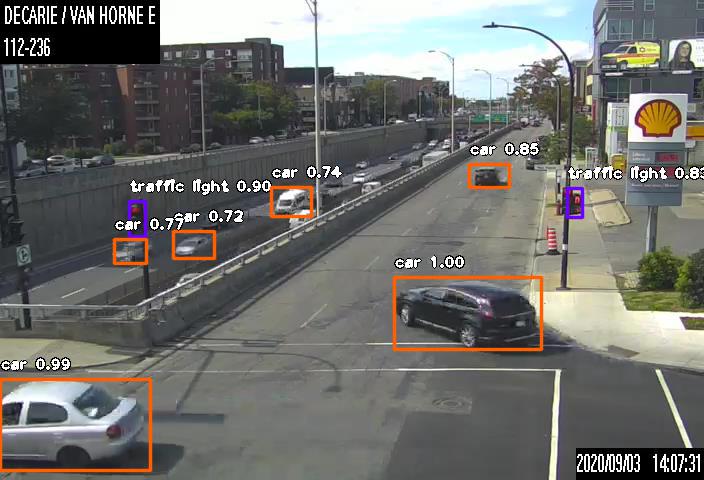 DECARIE / VAN HORNE E
112-236
car 0.85
car 0.74
traffic light 0.90
traffic light 0.83
car 0.77
car 0.72
car 1.00
car 0.99
2020/09/03 14:07:31